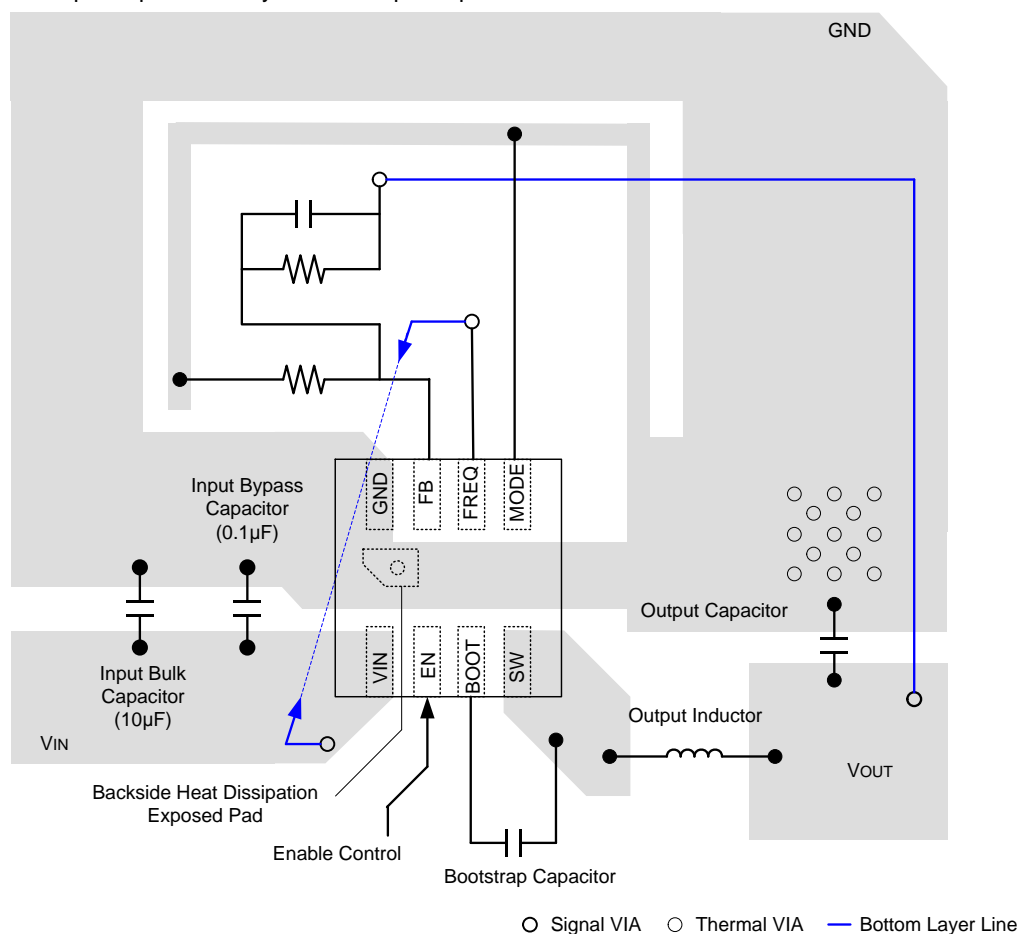 GND
Input Bypass
Capacitor
(0.1µF)
GND
FB
FREQ
MODE
Output Capacitor
VIN
EN
BOOT
SW
Input Bulk
Capacitor
(10µF)
VIN
Output Inductor
VOUT
Backside Heat Dissipation
Exposed Pad
Enable Control
Bootstrap Capacitor
Signal VIA
Thermal VIA
Bottom Layer Line